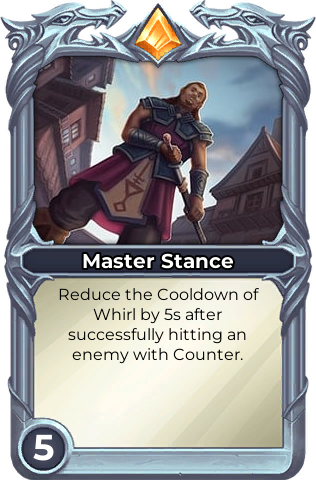 Master Stance
Reduce the Cooldown of
Whirl by 5s after
successfully hitting an
enemy with Counter.
5